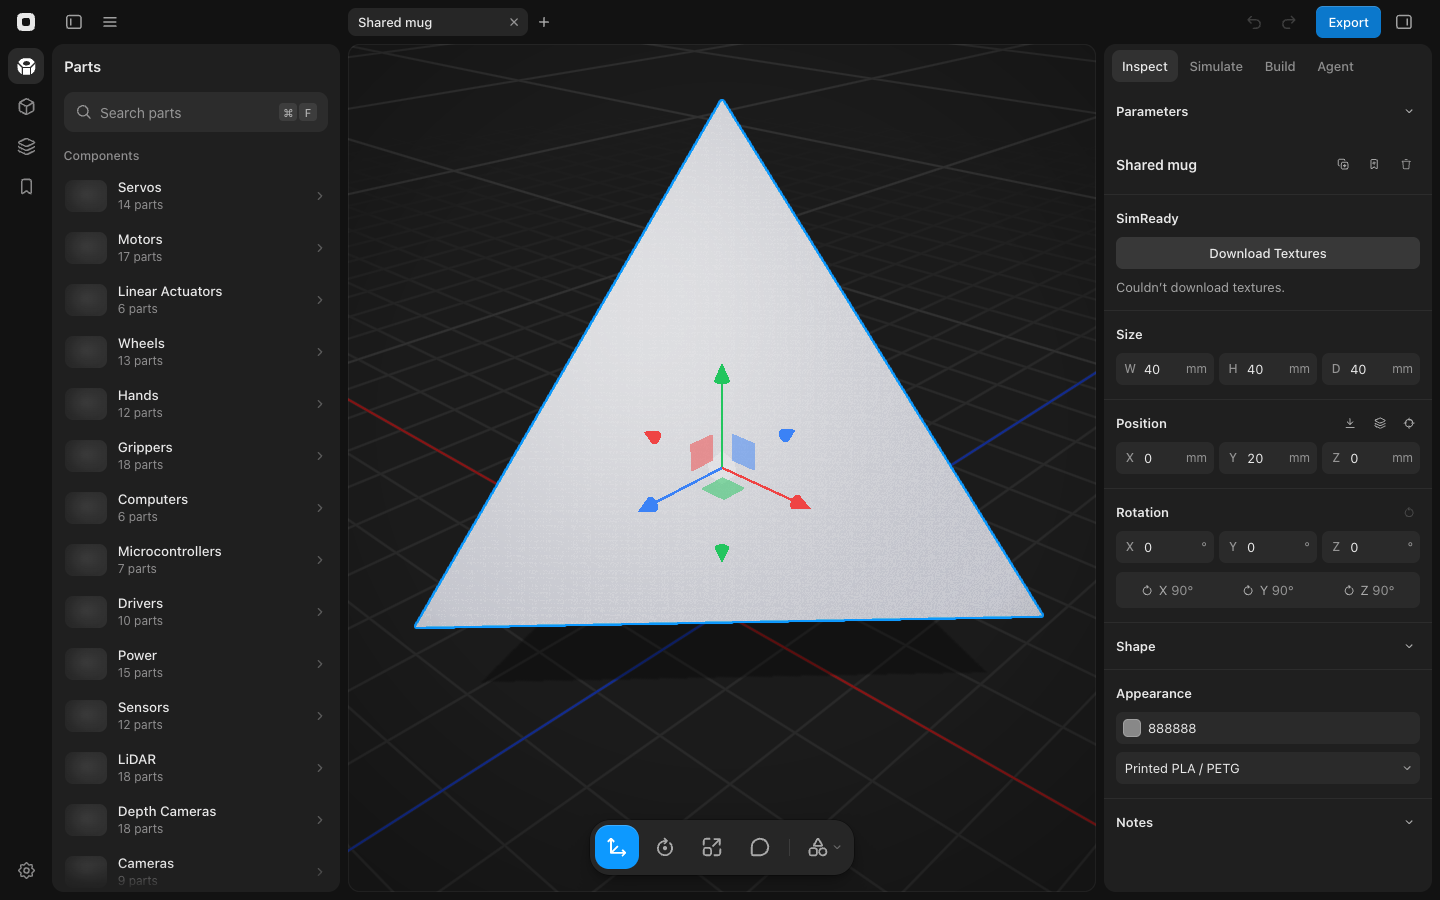 Shared mug
Export
Parts
Search parts
⌘ F
Components
Servos
14 parts
Motors
17 parts
Linear Actuators
6 parts
Wheels
13 parts
Hands
12 parts
Grippers
18 parts
Computers
6 parts
Microcontrollers
7 parts
Drivers
10 parts
Power
15 parts
Sensors
12 parts
LiDAR
18 parts
Depth Cameras
18 parts
Cameras
9 parts
Inspect Simulate Build Agent
Parameters
Shared mug
SimReady
Download Textures
Couldn't download textures.
Size
W 40 mm H 40 mm D 40 mm
Position
X 0 mm Y 20 mm Z 0 mm
Rotation
X 0 ° Y 0 ° Z 0 °
X 90° Y 90° Z 90°
Shape
Appearance
888888
Printed PLA / PETG
Notes